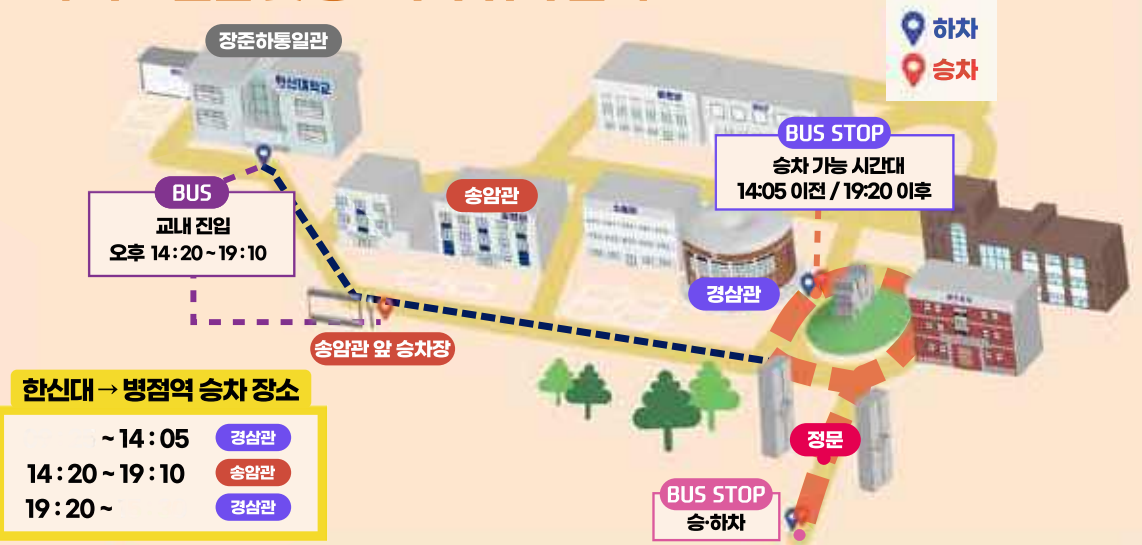 하차
승차
장준하통일관
한신대학교
BUS STOP
승차 가능 시간대
14:05 이전 / 19:20 이후
BUS
교내 진입
오후 14:20~19:10
송암관
경삼관
송암관 앞 승차장
한신대→병점역 승차 장소
~14:05 경삼관
14:20~19:10 송암관
19:20~ 경삼관
정문
BUS STOP
승·하차